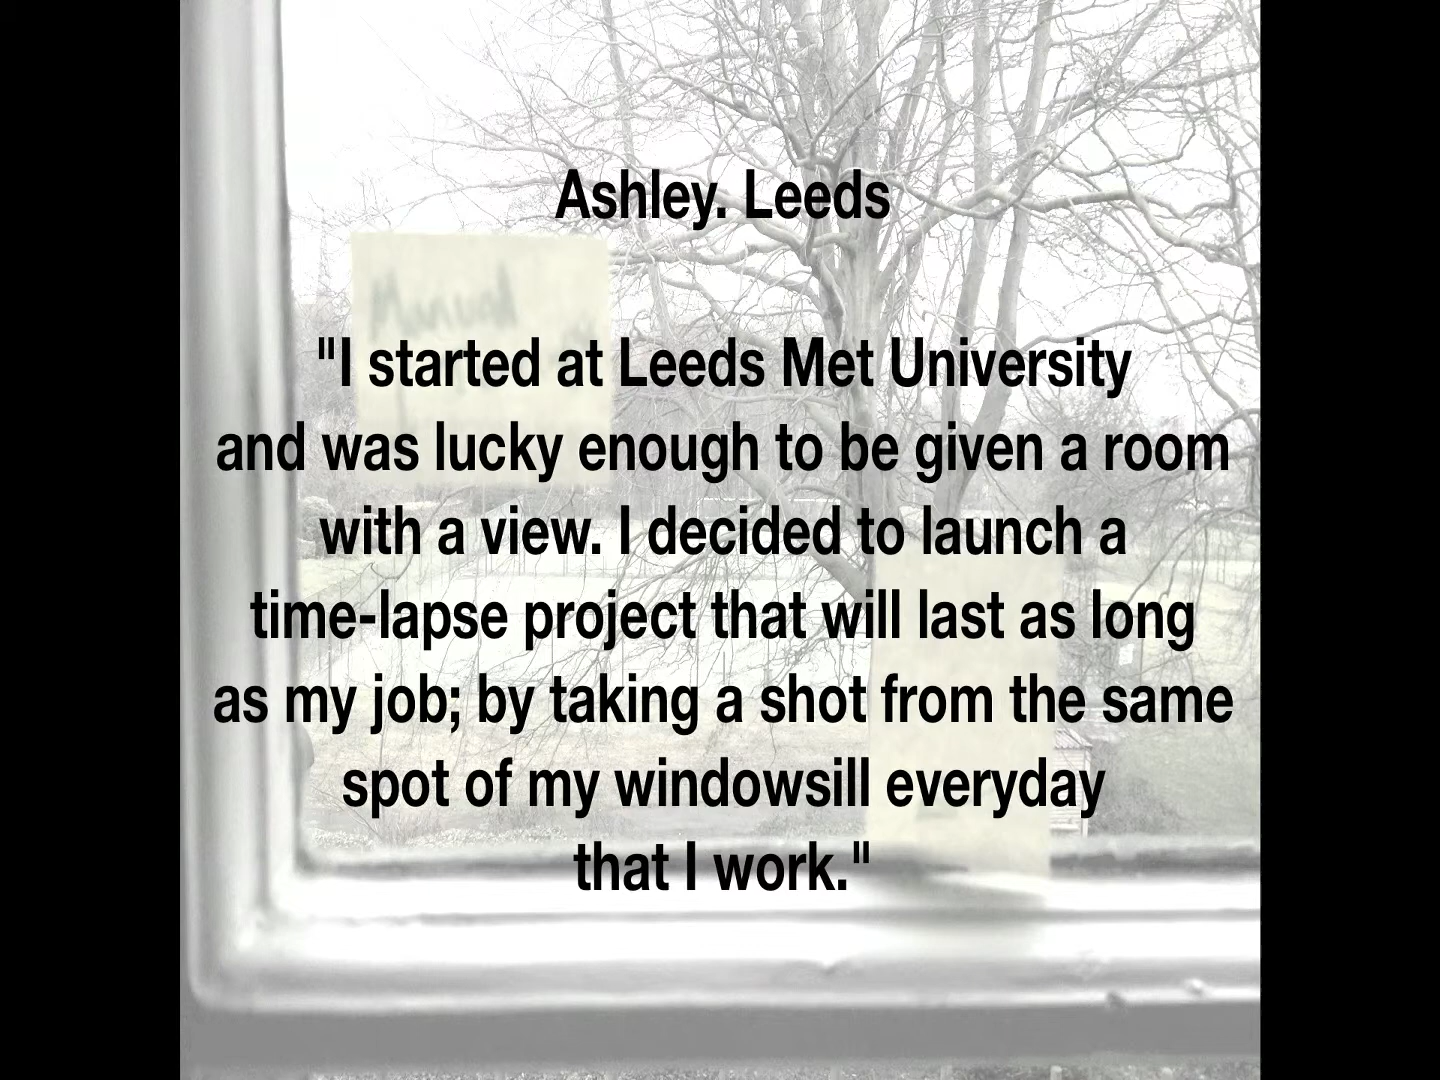 Ashley. Leeds
Manual
"I started at Leeds Met University
and was lucky enough to be given a room
with a view. I decided to launch a
time-lapse project that will last as long
as my job; by taking a shot from the same
spot of my windowsill everyday
that I work."